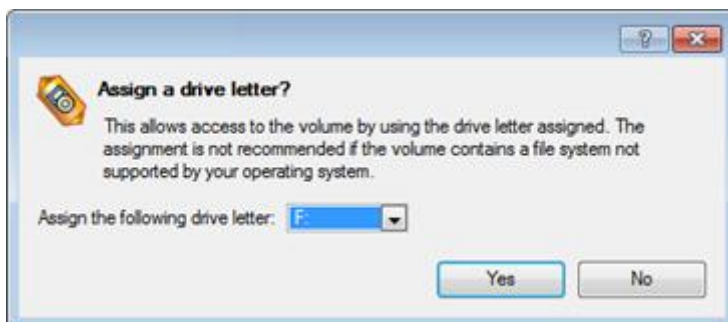 Assign a drive letter?
This allows access to the volume by using the drive letter assigned. The
assignment is not recommended if the volume contains a file system not
supported by your operating system.
Assign the following drive letter: F:
Yes No